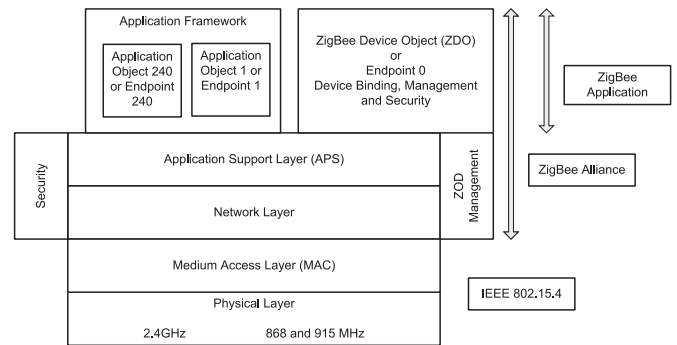 Application Framework
Application
Object 240
or Endpoint
240
Application
Object 1 or
Endpoint 1
ZigBee Device Object (ZDO)
or
Endpoint 0
Device Binding, Management
and Security
ZigBee
Application
Security
Application Support Layer (APS)
ZOD
Management
ZigBee Alliance
Network Layer
Medium Access Layer (MAC)
IEEE 802.15.4
Physical Layer
2.4GHz
868 and 915 MHz